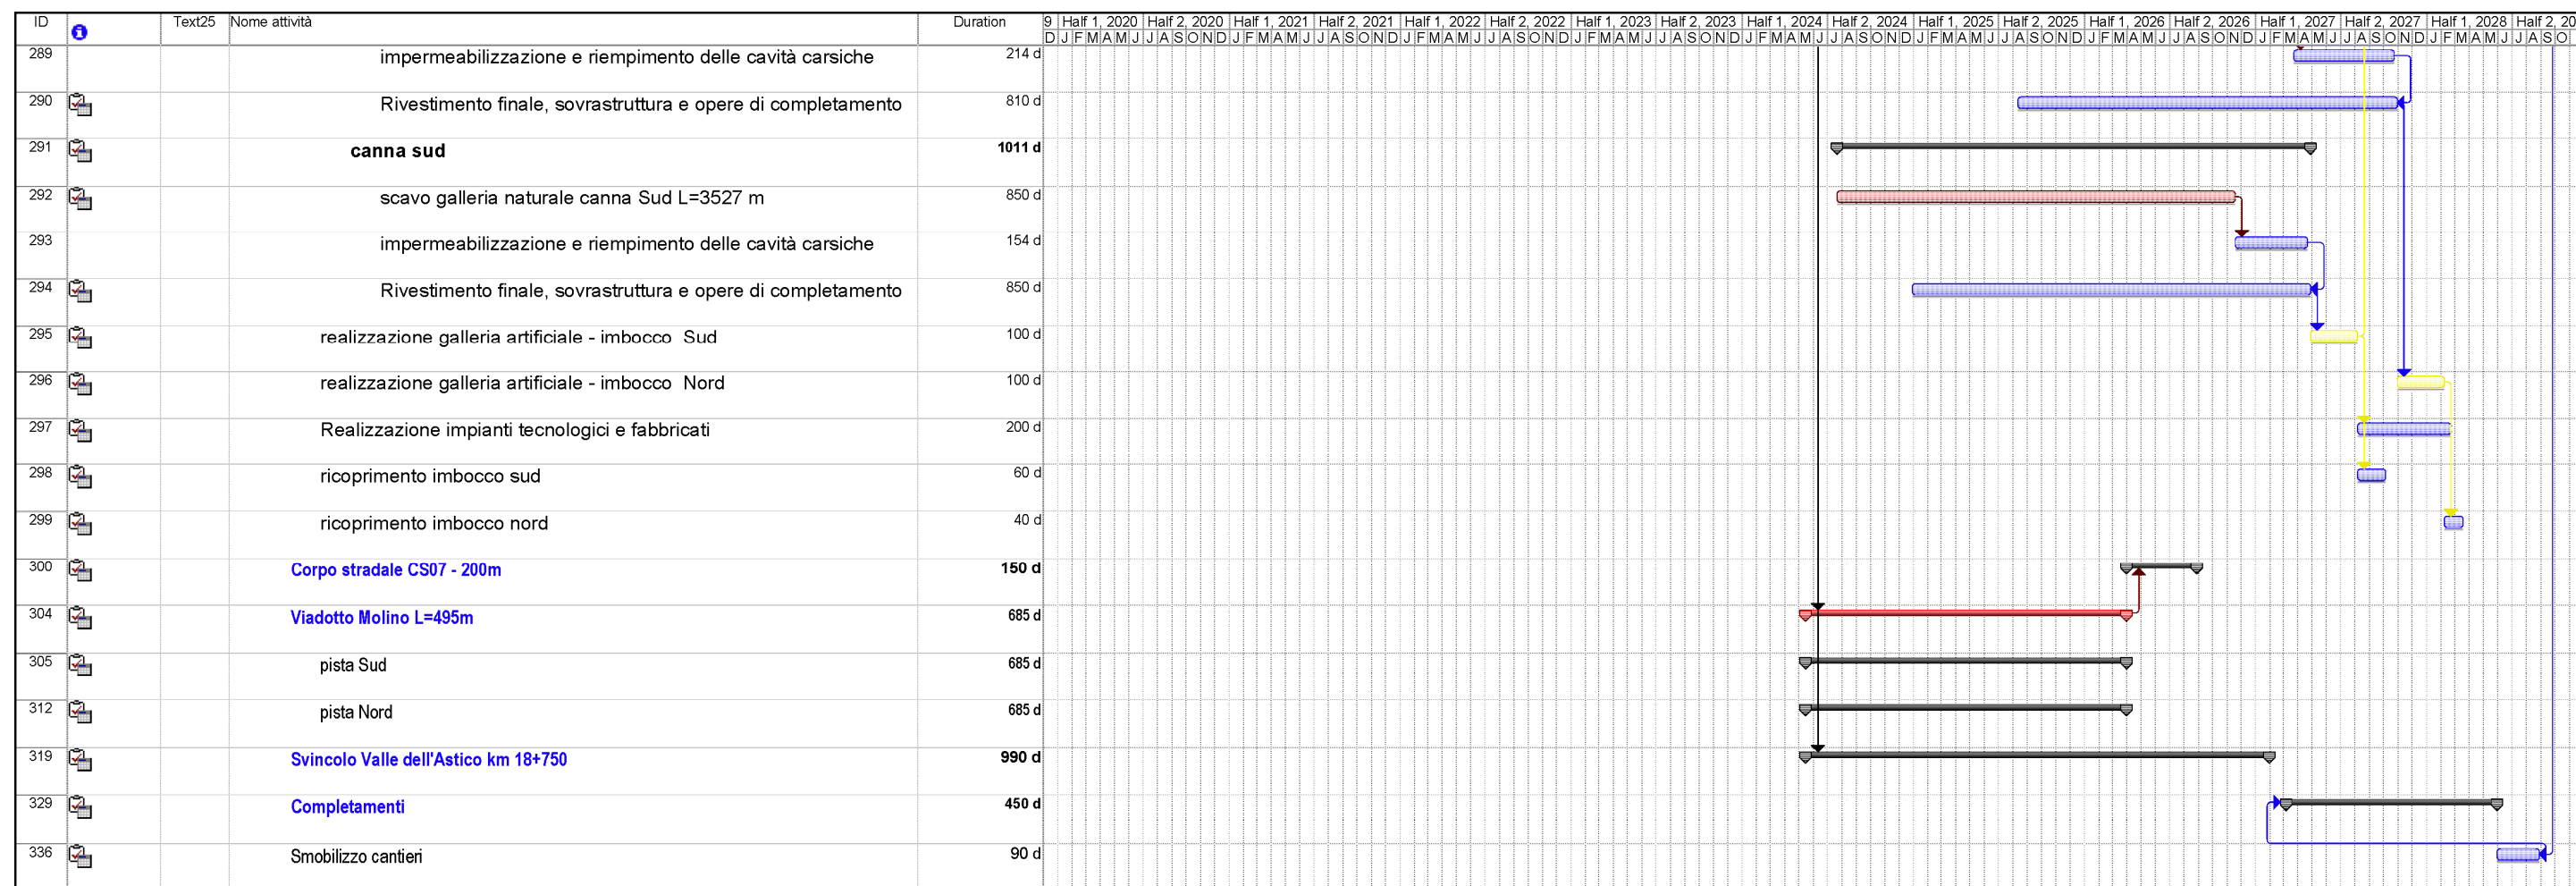 ID Text25 Nome attività Duration 9 Half 1, 2020 Half 2, 2020 Half 1, 2021 Half 2, 2021 Half 1, 2022 Half 2, 2022 Half 1, 2023 Half 2, 2023 Half 1, 2024 Half 2, 2024 Half 1, 2025 Half 2, 2025 Half 1, 2026 Half 2, 2026 Half 1, 2027 Half 2, 2027 Half 1, 2028 Half 2, 20
D J F M A M J J A S O N D J F M A M J J A S O N D J F M A M J J A S O N D J F M A M J J A S O N D J F M A M J J A S O N D J F M A M J J A S O N D J F M A M J J A S O N D J F M A M J J A S O N D J F M A M J J A S O
289 impermeabilizzazione e riempimento delle cavità carsiche 214 d
290 Rivestimento finale, sovrastruttura e opere di completamento 810 d
291 canna sud 1011 d
292 scavo galleria naturale canna Sud L=3527 m 850 d
293 impermeabilizzazione e riempimento delle cavità carsiche 154 d
294 Rivestimento finale, sovrastruttura e opere di completamento 850 d
295 realizzazione galleria artificiale - imbocco Sud 100 d
296 realizzazione galleria artificiale - imbocco Nord 100 d
297 Realizzazione impianti tecnologici e fabbricati 200 d
298 ricoprimento imbocco sud 60 d
299 ricoprimento imbocco nord 40 d
300 Corpo stradale CS07 - 200m 150 d
304 Viadotto Molino L=495m 685 d
305 pista Sud 685 d
312 pista Nord 685 d
319 Svincolo Valle dell'Astico km 18+750 990 d
329 Completamenti 450 d
336 Smobilizzo cantieri 90 d